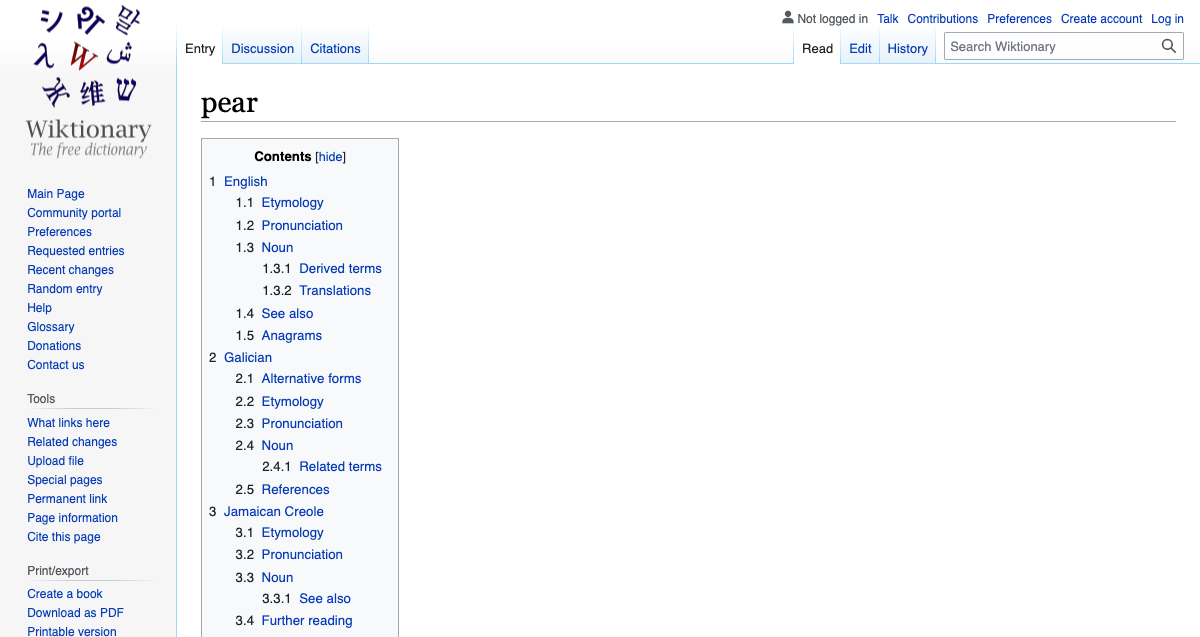 シ や 말
λ W ش
维 שׁ
Wiktionary
The free dictionary
Not logged in Talk Contributions Preferences Create account Log in
Entry Discussion Citations
Read Edit History Search Wiktionary
pear
Contents [hide]
1 English
1.1 Etymology
1.2 Pronunciation
1.3 Noun
1.3.1 Derived terms
1.3.2 Translations
1.4 See also
1.5 Anagrams
2 Galician
2.1 Alternative forms
2.2 Etymology
2.3 Pronunciation
2.4 Noun
2.4.1 Related terms
2.5 References
3 Jamaican Creole
3.1 Etymology
3.2 Pronunciation
3.3 Noun
3.3.1 See also
3.4 Further reading
Main Page
Community portal
Preferences
Requested entries
Recent changes
Random entry
Help
Glossary
Donations
Contact us
Tools
What links here
Related changes
Upload file
Special pages
Permanent link
Page information
Cite this page
Print/export
Create a book
Download as PDF
Printable version